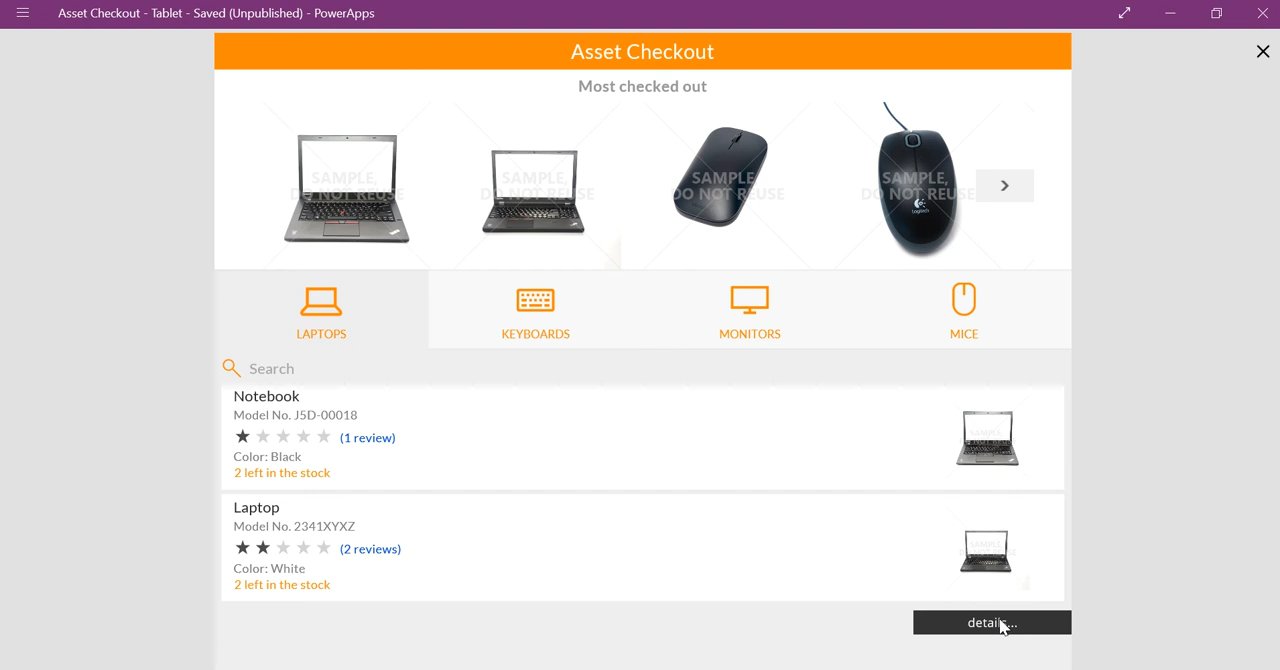 Asset Checkout - Tablet - Saved (Unpublished) - PowerApps
Asset Checkout
Most checked out
SAMPLE,
DO NOT REUSE
SAMPLE,
DO NOT REUSE
SAMPLE,
DO NOT REUSE
SAMPLE,
DO NOT REUSE
Logitech
LAPTOPS
KEYBOARDS
MONITORS
MICE
Search
Notebook
Model No. J5D-00018
(1 review)
Color: Black
2 left in the stock
Laptop
Model No. 2341XYXZ
(2 reviews)
Color: White
2 left in the stock
details...